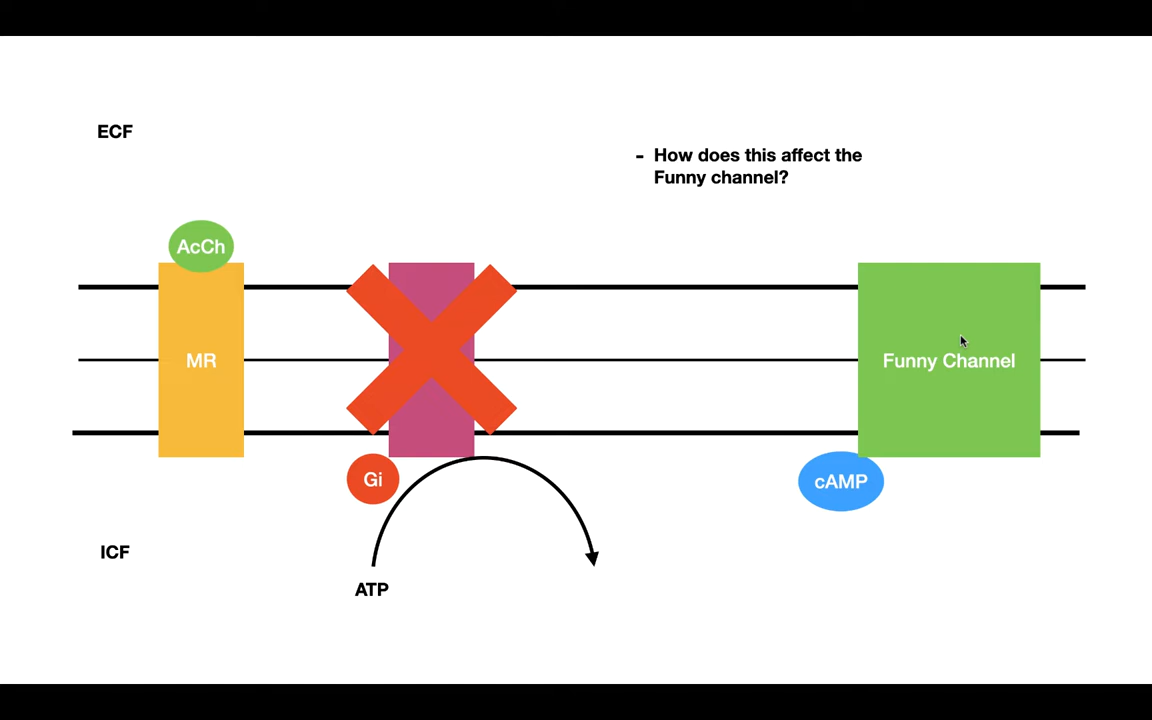 ECF
- How does this affect the
Funny channel?
AcCh
MR
Funny Channel
Gi
cAMP
ICF
ATP